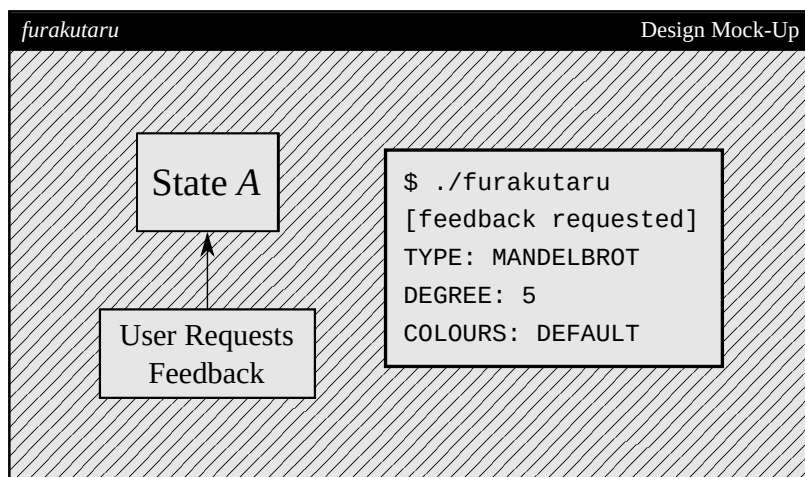 furakutaru
Design Mock-Up
State A
User Requests
Feedback
$ ./furakutaru
[feedback requested]
TYPE: MANDELBROT
DEGREE: 5
COLOURS: DEFAULT